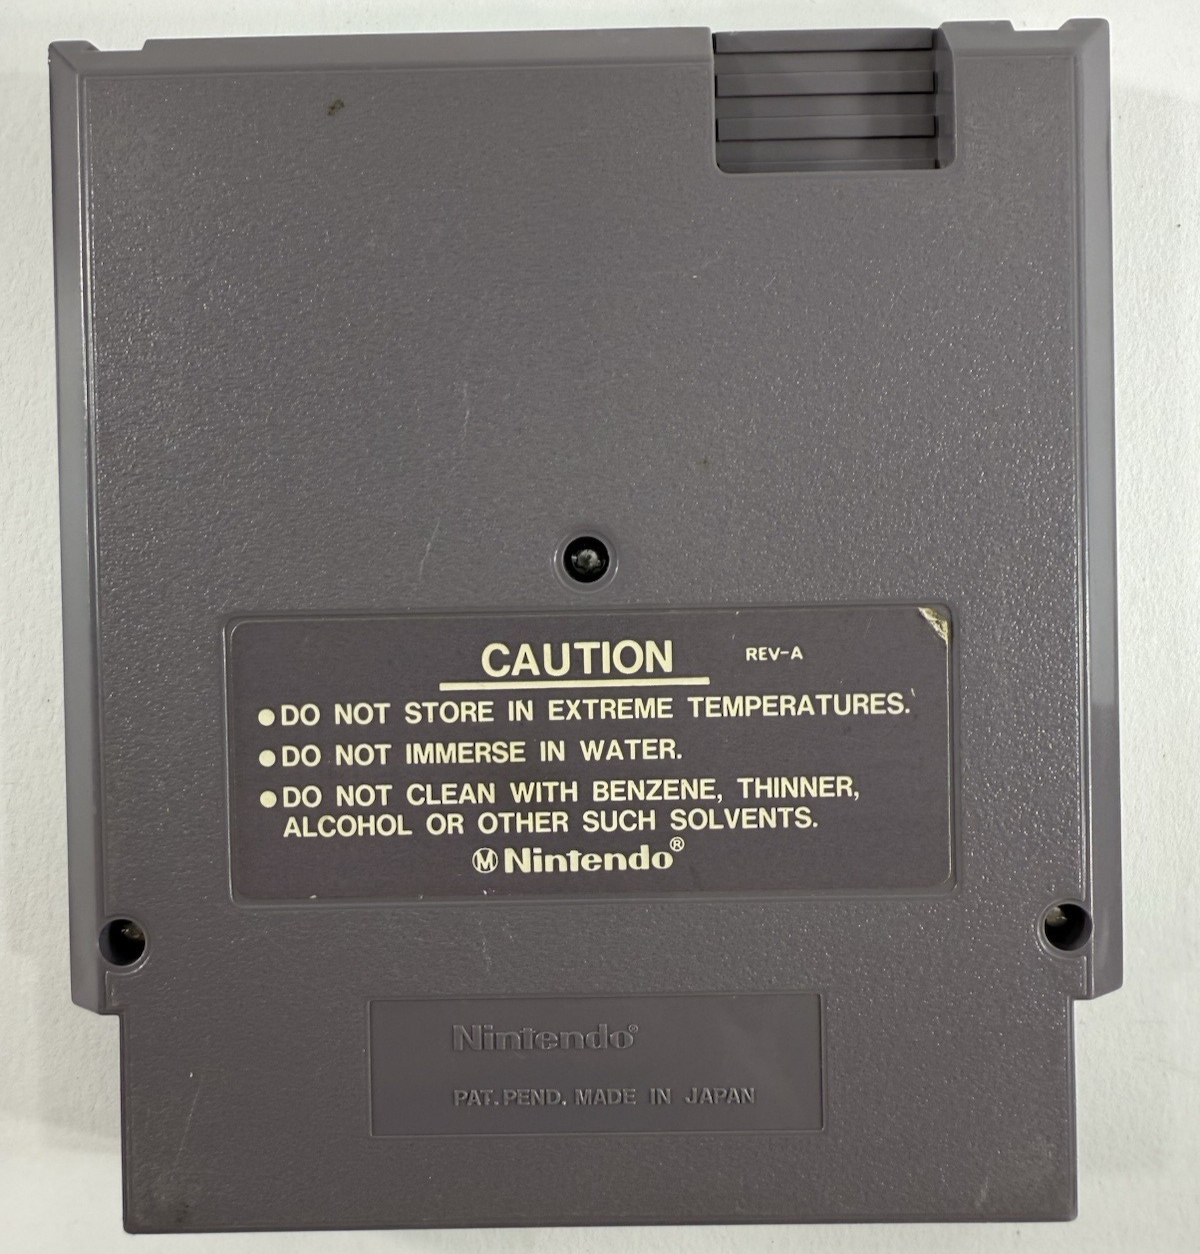 CAUTION REV-A
●DO NOT STORE IN EXTREME TEMPERATURES.
●DO NOT IMMERSE IN WATER.
●DO NOT CLEAN WITH BENZENE, THINNER,
ALCOHOL OR OTHER SUCH SOLVENTS.
Ⓜ Nintendo®
Nintendo®
PAT. PEND. MADE IN JAPAN